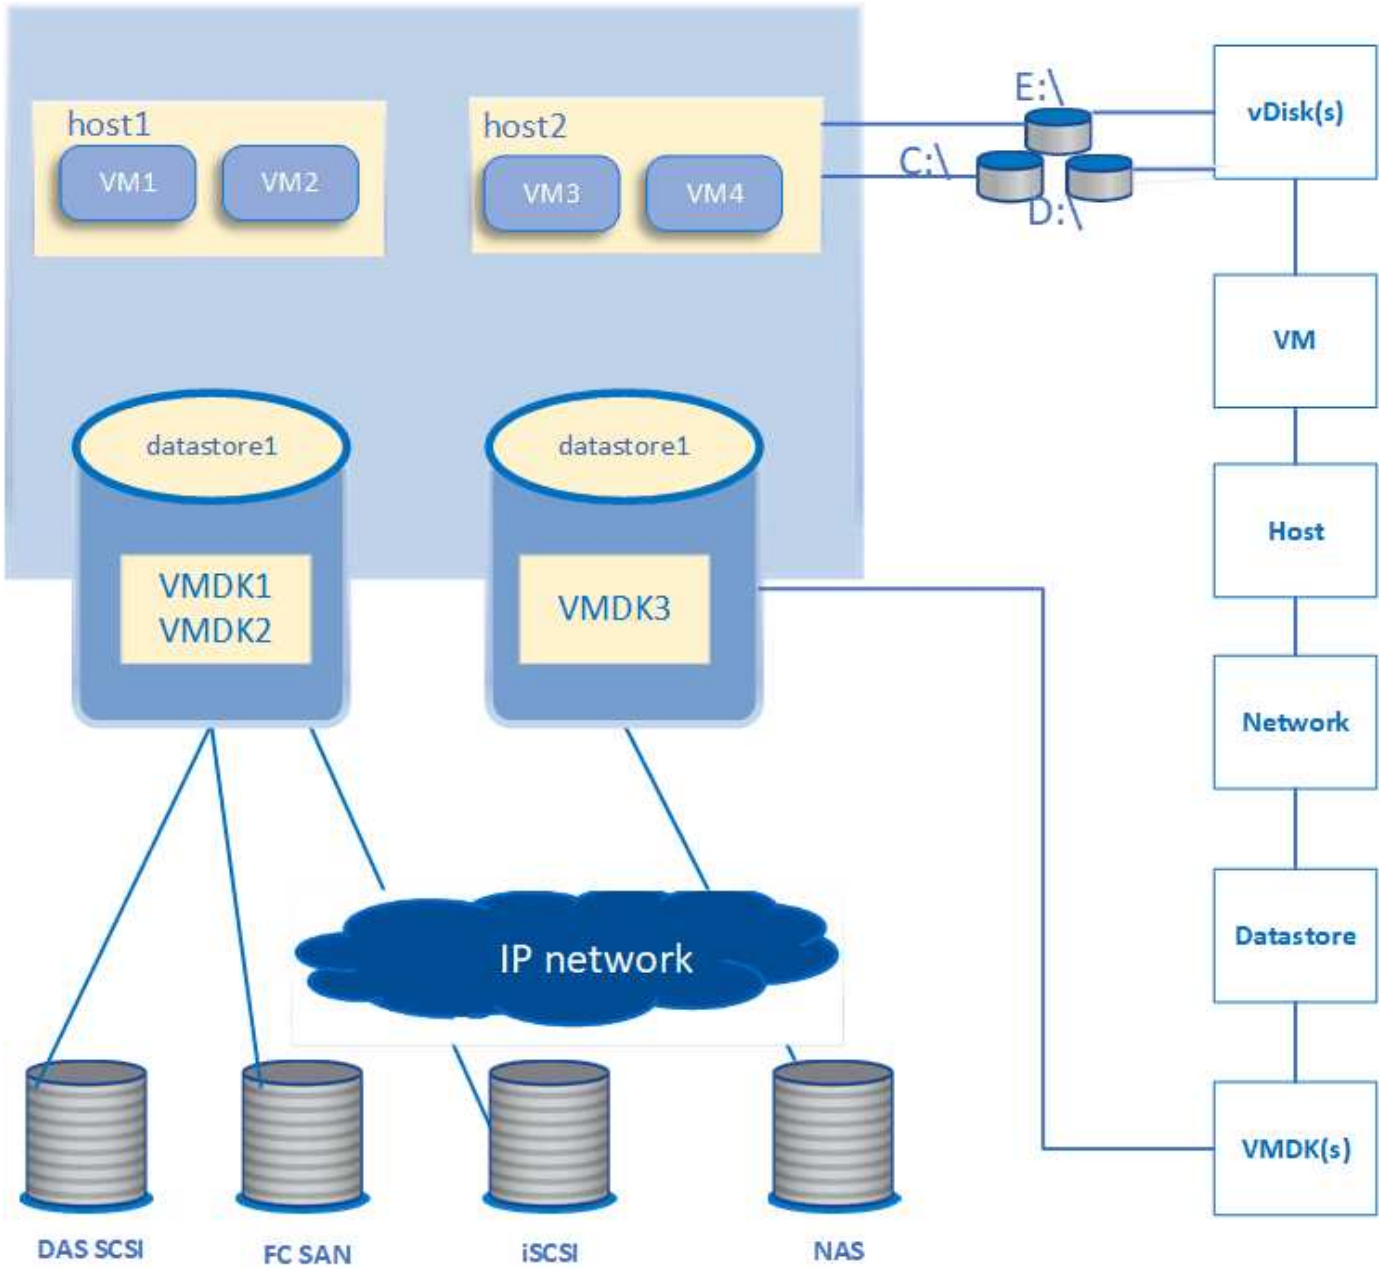 host1
VM1
VM2
host2
VM3
VM4
E:\
C:\
D:\
vDisk(s)
VM
Host
Network
Datastore
VMDK(s)
datastore1
VMDK1
VMDK2
datastore1
VMDK3
IP network
DAS SCSI
FC SAN
iSCSI
NAS